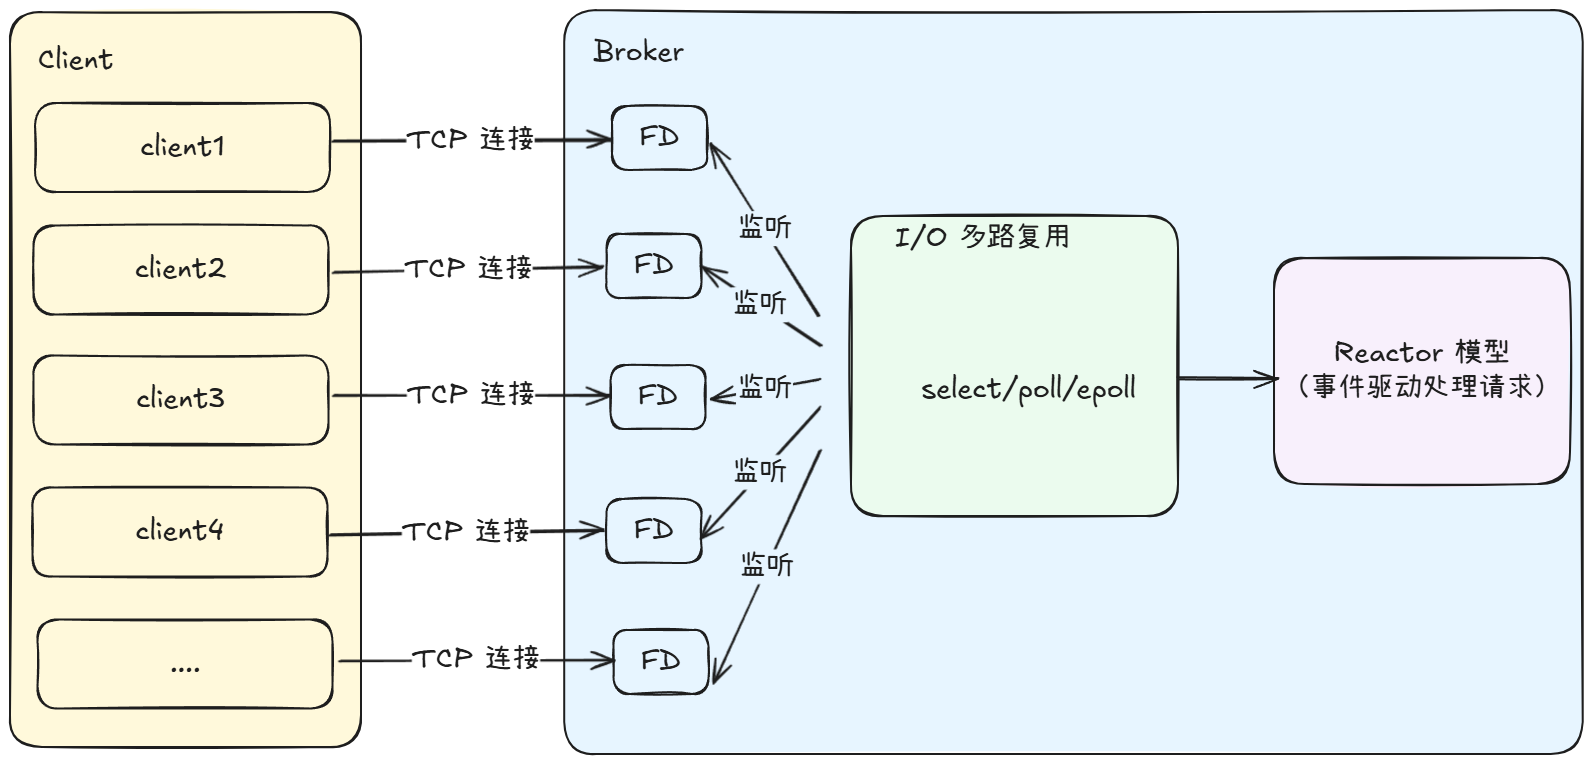 Client
client1
client2
client3
client4
....
TCP 连接
TCP 连接
TCP 连接
TCP 连接
TCP 连接
Broker
FD
FD
FD
FD
FD
监听
监听
监听
监听
监听
I/O 多路复用
select/poll/epoll
Reactor 模型
（事件驱动处理请求）